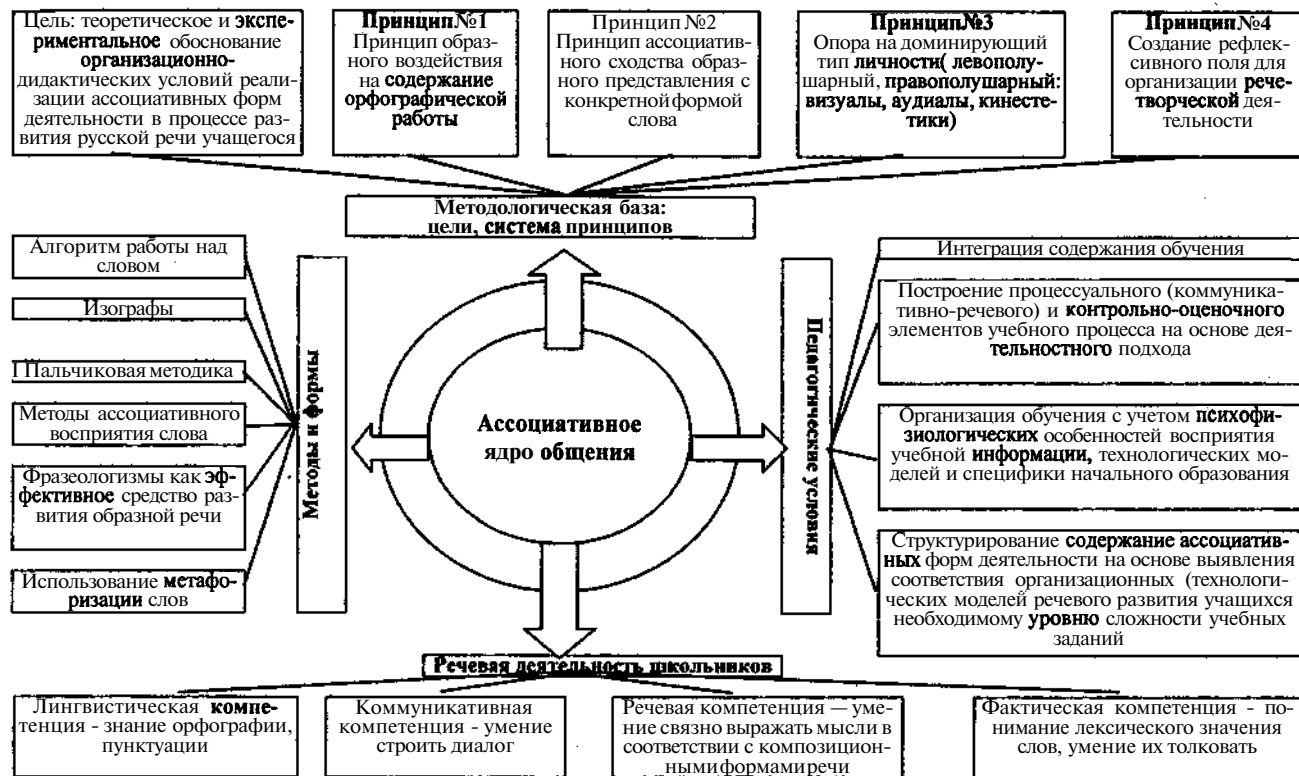 Цель: теоретическое и экспе-
риментальное обоснование
организационно-
дидактических условий реали-
зации ассоциативных форм
деятельности в процессе раз-
вития русской речи учащегося
Принцип№1
Принцип образ-
ного воздействия
на содержание
орфографической
работы
Принцип№2
Принцип ассоциатив-
ного сходства образ-
ного представления с
конкретной формой
слова
Принцип№3
Опора на доминирующий
тип личности( левополу-
шарный, правополушарный:
визуалы, аудиалы, кинесте-
тики)
Принцип№4
Создание рефлек-
сивного поля для
организации рече-
творческой дея-
тельности
Методологическая база:
цели, система принципов
Алгоритм работы над
словом
Изографы
Пальчиковая методика
Методы ассоциативного
восприятия слова
Фразеологизмы как эф-
фективное средство раз-
вития образной речи
Использование метафо-
ризации слов
Методы и формы
Ассоциативное
ядро общения
Педагогические условия
Интеграция содержания обучения
Построение процессуального (коммуника-
тивно-речевого) и контрольно-оценочного
элементов учебного процесса на основе дея-
тельностного подхода
Организация обучения с учетом психофи-
зиологических особенностей восприятия
учебной информации, технологических мо-
делей и специфики начального образования
Структурирование содержание ассоциатив-
ных форм деятельности на основе выявления
соответствия организационных (технологи-
ческих моделей речевого развития учащихся
необходимому уровню сложности учебных
заданий
Речевая деятельность школьников
Лингвистическая компе-
тенция - знание орфографии,
пунктуации
Коммуникативная
компетенция - умение
строить диалог
Речевая компетенция — уме-
ние связно выражать мысли в
соответствии с композицион-
ными формами речи
Фактическая компетенция - по-
нимание лексического значения
слов, умение их толковать